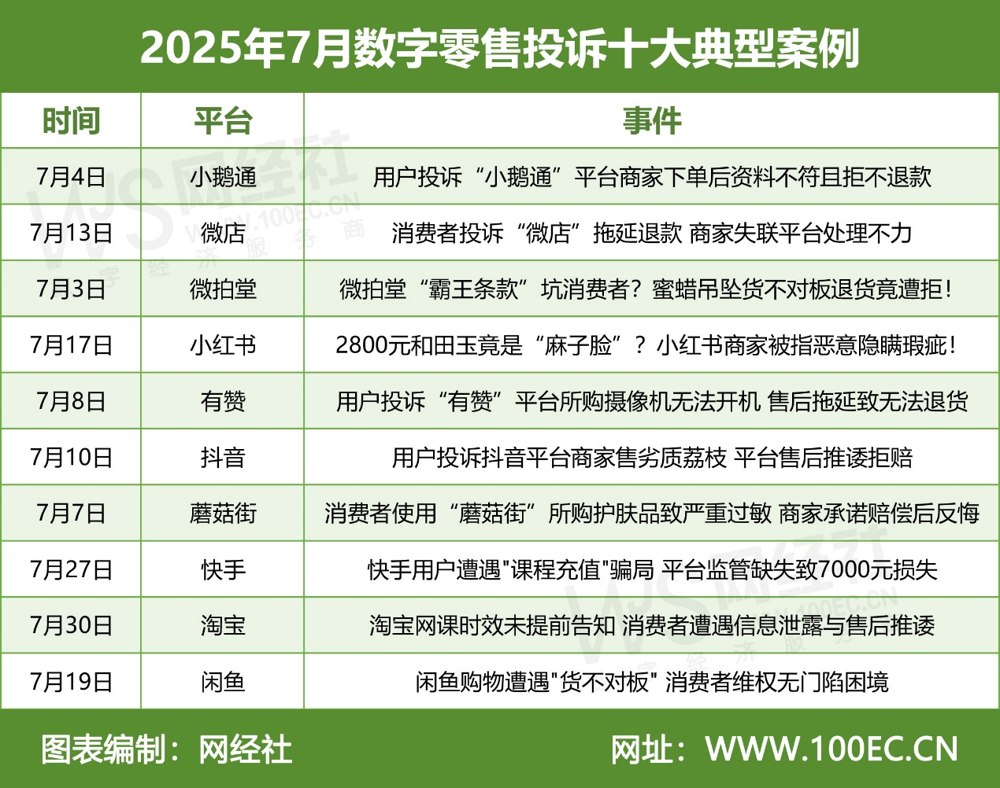 2025年7月数字零售投诉十大典型案例
时间 平台 事件
7月4日 小鹅通 用户投诉“小鹅通”平台商家下单后资料不符且拒不退款
7月13日 微店 消费者投诉“微店”拖延退款 商家失联平台处理不力
7月3日 微拍堂 微拍堂“霸王条款”坑消费者？蜜蜡吊坠货不对板退货竟遭拒！
7月17日 小红书 2800元和田玉竟是“麻子脸”？小红书商家被指恶意隐瞒瑕疵！
7月8日 有赞 用户投诉“有赞”平台所购摄像机无法开机 售后拖延致无法退货
7月10日 抖音 用户投诉抖音平台商家售劣质荔枝 平台售后推诿拒赔
7月7日 蘑菇街 消费者使用“蘑菇街”所购护肤品致严重过敏 商家承诺赔偿后反悔
7月27日 快手 快手用户遭遇"课程充值"骗局 平台监管缺失致7000元损失
7月30日 淘宝 淘宝网课时效未提前告知 消费者遭遇信息泄露与售后推诿
7月19日 闲鱼 闲鱼购物遭遇"货不对板" 消费者维权无门陷困境
图表编制：网经社 网址：WWW.100EC.CN
网经社
WWW.100EC.CN
字经济服务商
网经社
WWW.100EC.CN